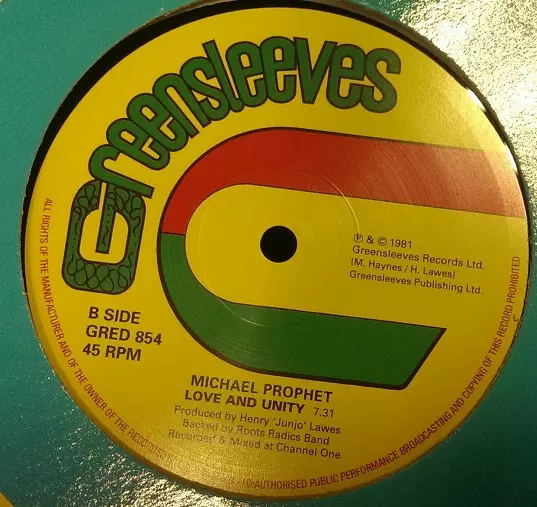 Greensleeves
℗ & © 1981
Greensleeves Records Ltd.
(M. Haynes / H. Lawes)
Greensleeves Publishing Ltd.
B SIDE
GRED 854
45 RPM
MICHAEL PROPHET
LOVE AND UNITY 7.31
Produced by Henry 'Junjo' Lawes
Backed by Roots Radics Band
Recorded & Mixed at Channel One
ALL RIGHTS OF THE MANUFACTURER AND OF THE OWNER OF THE RECORDED UNAUTHORISED PUBLIC PERFORMANCE BROADCASTING AND COPYING OF THIS RECORD PROHIBITED